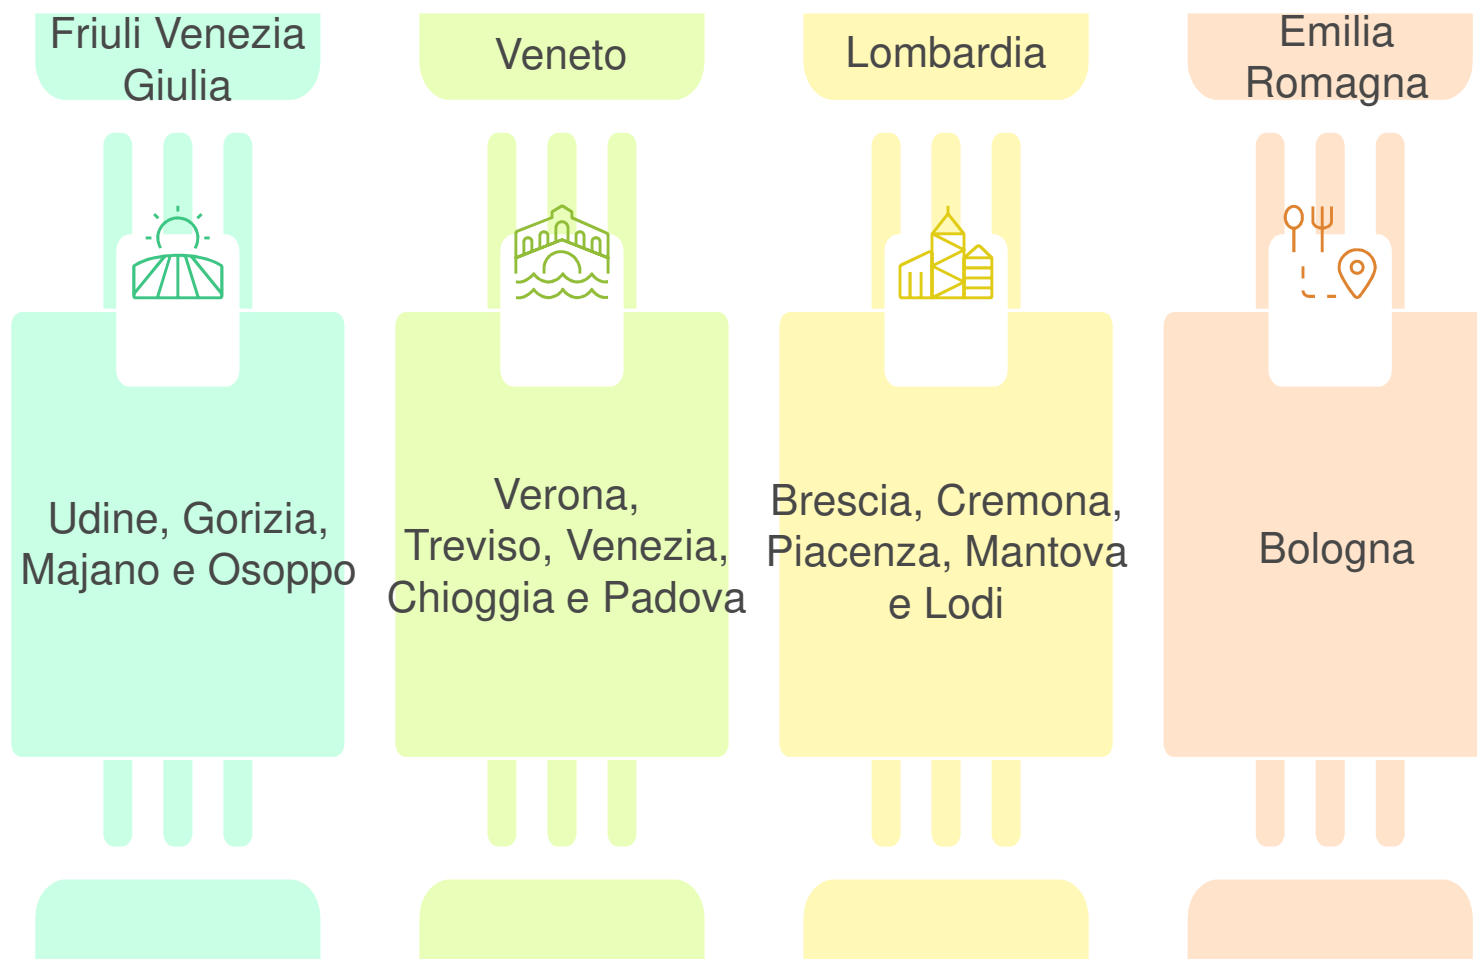 Friuli Venezia
Giulia
Veneto
Lombardia
Emilia
Romagna
Udine, Gorizia,
Majano e Osoppo
Verona,
Treviso, Venezia,
Chioggia e Padova
Brescia, Cremona,
Piacenza, Mantova
e Lodi
Bologna